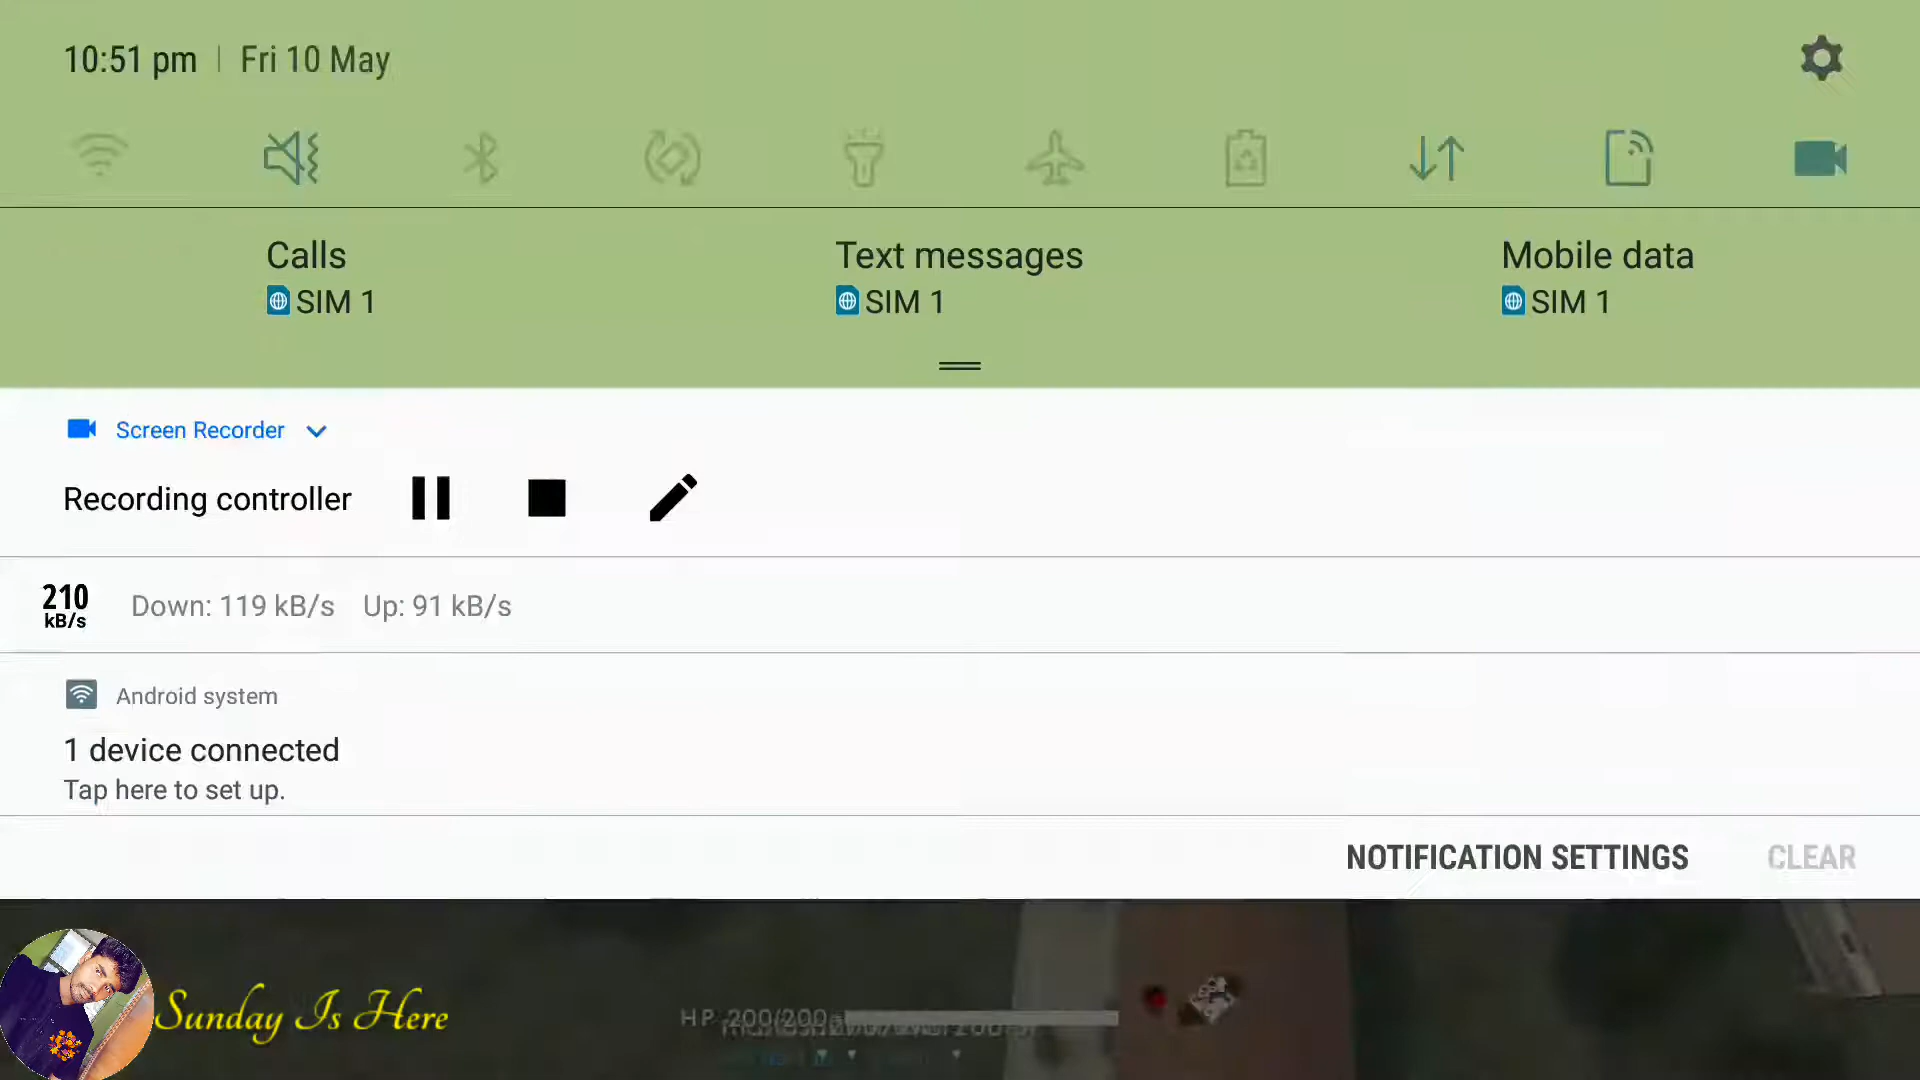 10:51 pm | Fri 10 May
Calls
SIM 1
Text messages
SIM 1
Mobile data
SIM 1
Screen Recorder
Recording controller
210
kB/s
Down: 119 kB/s Up: 91 kB/s
Android system
1 device connected
Tap here to set up.
NOTIFICATION SETTINGS CLEAR
Sunday Is Here
HP 200/200